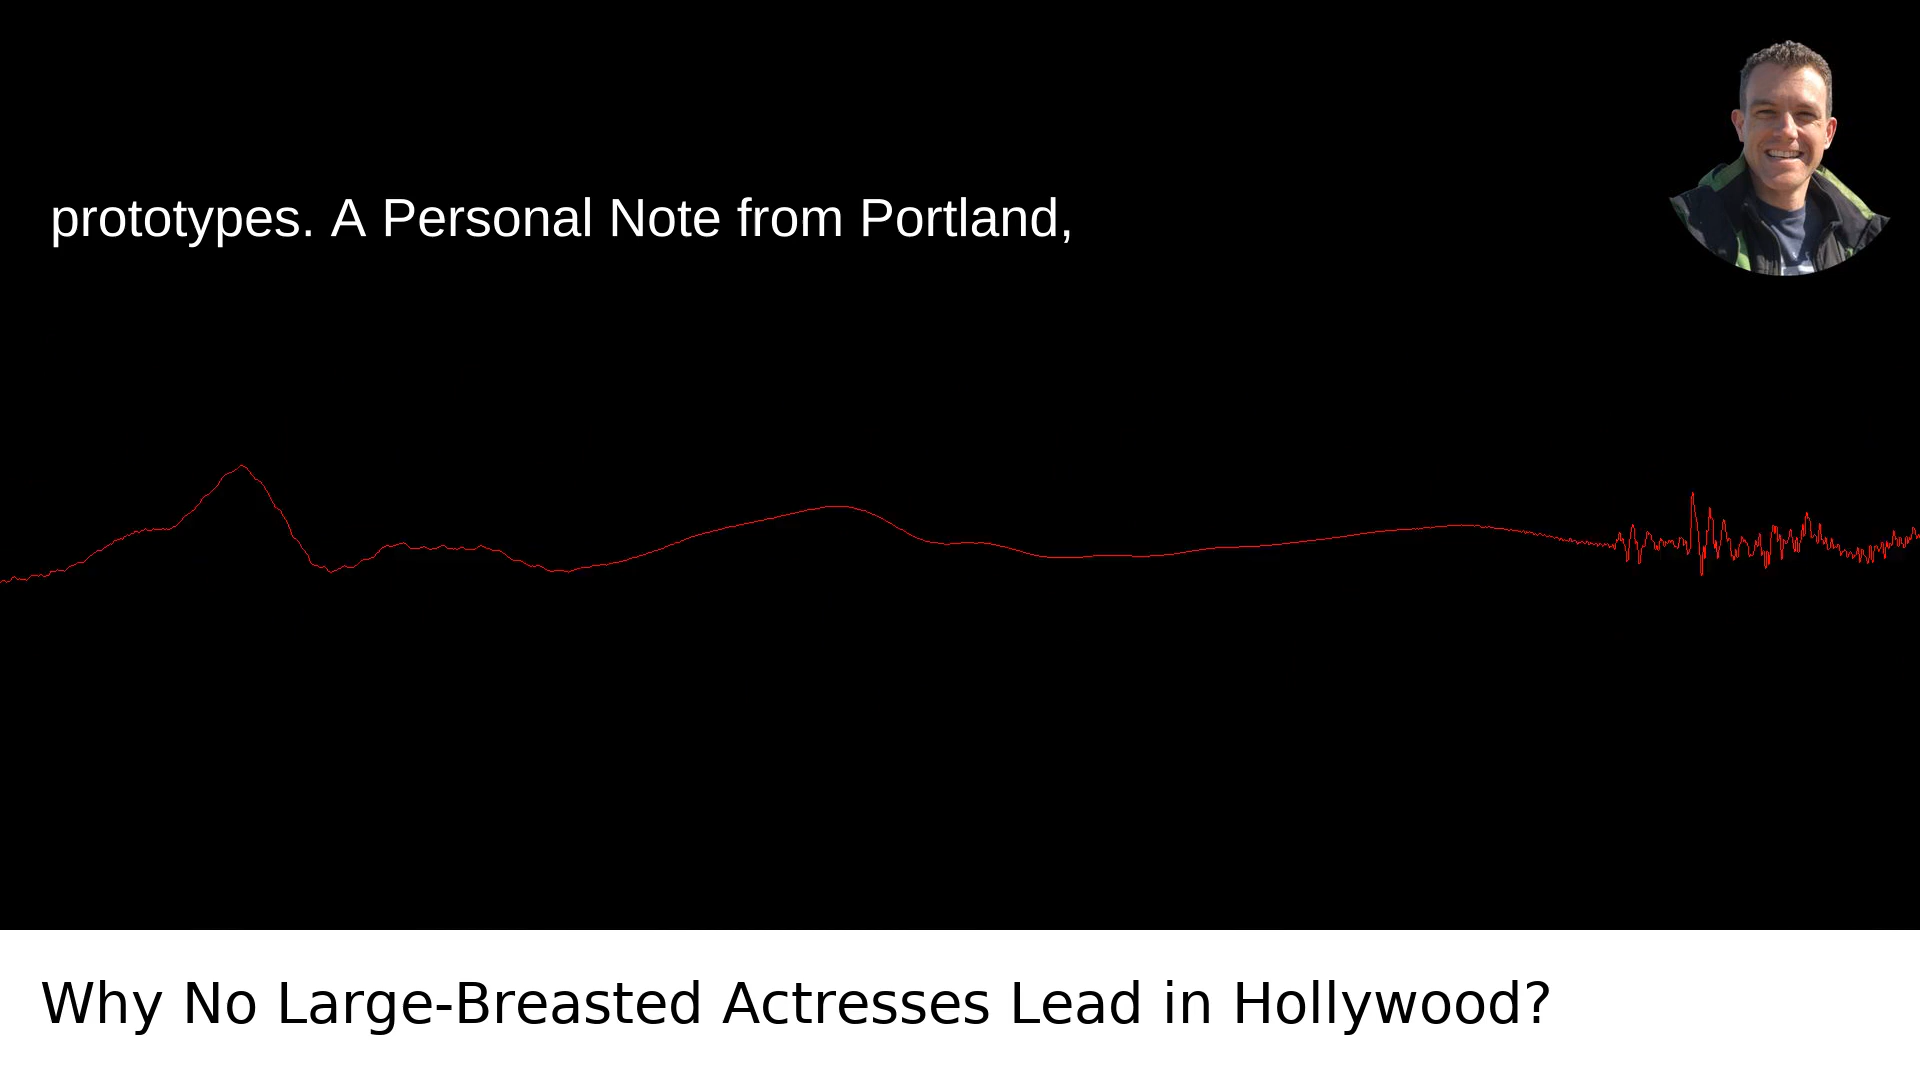 prototypes. A Personal Note from Portland,
Why No Large-Breasted Actresses Lead in Hollywood?